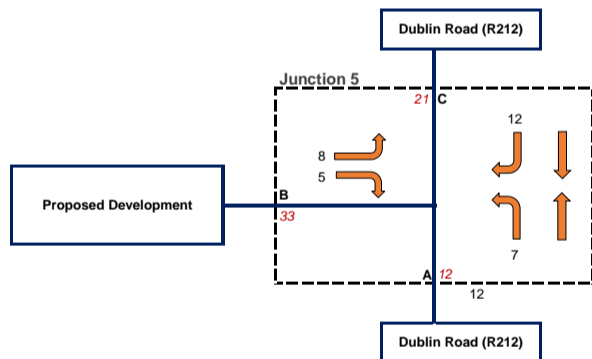 Dublin Road (R212)
Junction 5
21 C
12
8
5
Proposed Development
B
33
7
A 12
12
Dublin Road (R212)